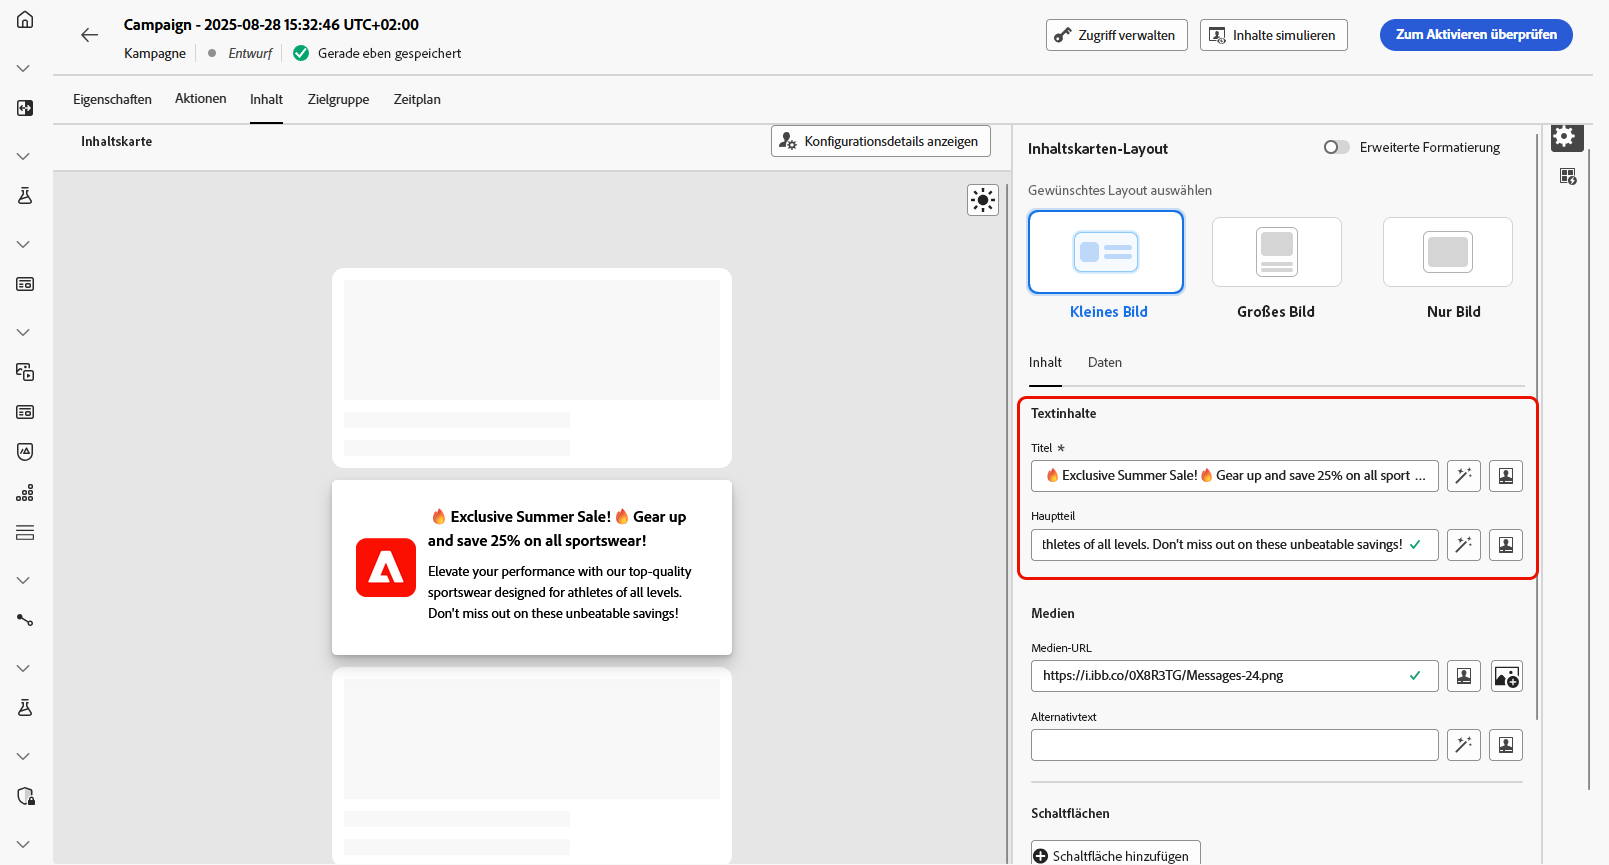 Campaign - 2025-08-28 15:32:46 UTC+02:00
Kampagne
Entwurf
Gerade eben gespeichert
Zugriff verwalten
Inhalte simulieren
Zum Aktivieren überprüfen
Eigenschaften
Aktionen
Inhalt
Zielgruppe
Zeitplan
Inhaltskarte
Konfigurationsdetails anzeigen
🔥 Exclusive Summer Sale! 🔥 Gear up
and save 25% on all sportswear!
Elevate your performance with our top-quality
sportswear designed for athletes of all levels.
Don't miss out on these unbeatable savings!
Inhaltskarten-Layout
Erweiterte Formatierung
Gewünschtes Layout auswählen
Kleines Bild
Großes Bild
Nur Bild
Inhalt
Daten
Textinhalte
Titel *
🔥 Exclusive Summer Sale! 🔥 Gear up and save 25% on all sport ...
Hauptteil
thletes of all levels. Don't miss out on these unbeatable savings!
Medien
Medien-URL
https://i.ibb.co/0X8R3TG/Messages-24.png
Alternativtext
Schaltflächen
Schaltfläche hinzufügen